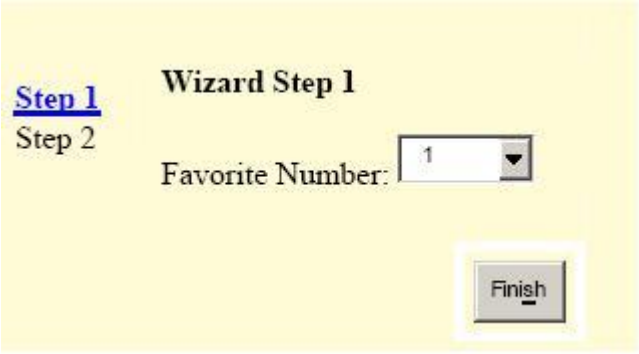 Wizard Step 1
Step 1
Step 2
Favorite Number: 1
Finish